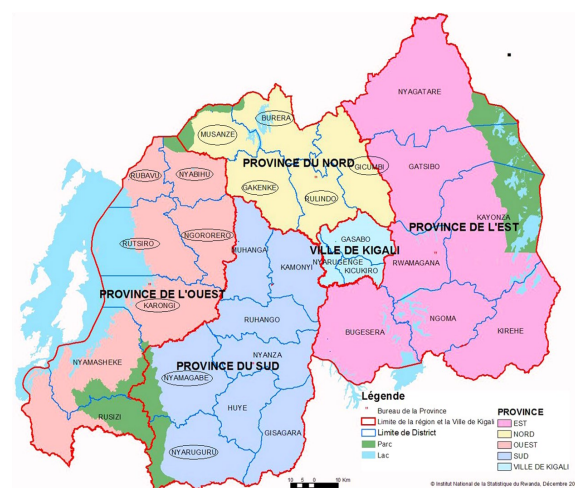 NYAGATARE
BURERA
MUSANZE
PROVINCE DU NORD
GICUMBI
GATSIBO
RUBAVU
NYABIHU
GAKENKE
RULINDO
KAYONZA
PROVINCE DE L'EST
RUTSIRO
NGORORERO
MUHANGA
GASABO
VILLE DE KIGALI
NYARUGENGE
KICUKIRO
RWAMAGANA
KAMONYI
PROVINCE DE L'OUEST
KARONGI
RUHANGO
BUGESERA
NGOMA
KIREHE
NYAMASHEKE
NYANZA
PROVINCE DU SUD
NYAMAGABE
RUSIZI
HUYE
GISAGARA
NYARUGURU
Légende
Bureau de la Province
Limite de la région et la Ville de Kigali
Limite de District
Parc
Lac
PROVINCE
EST
NORD
OUEST
SUD
VILLE DE KIGALI
10 5 0 10 Km
© Institut National de la Statistique du Rwanda, Décembre 20